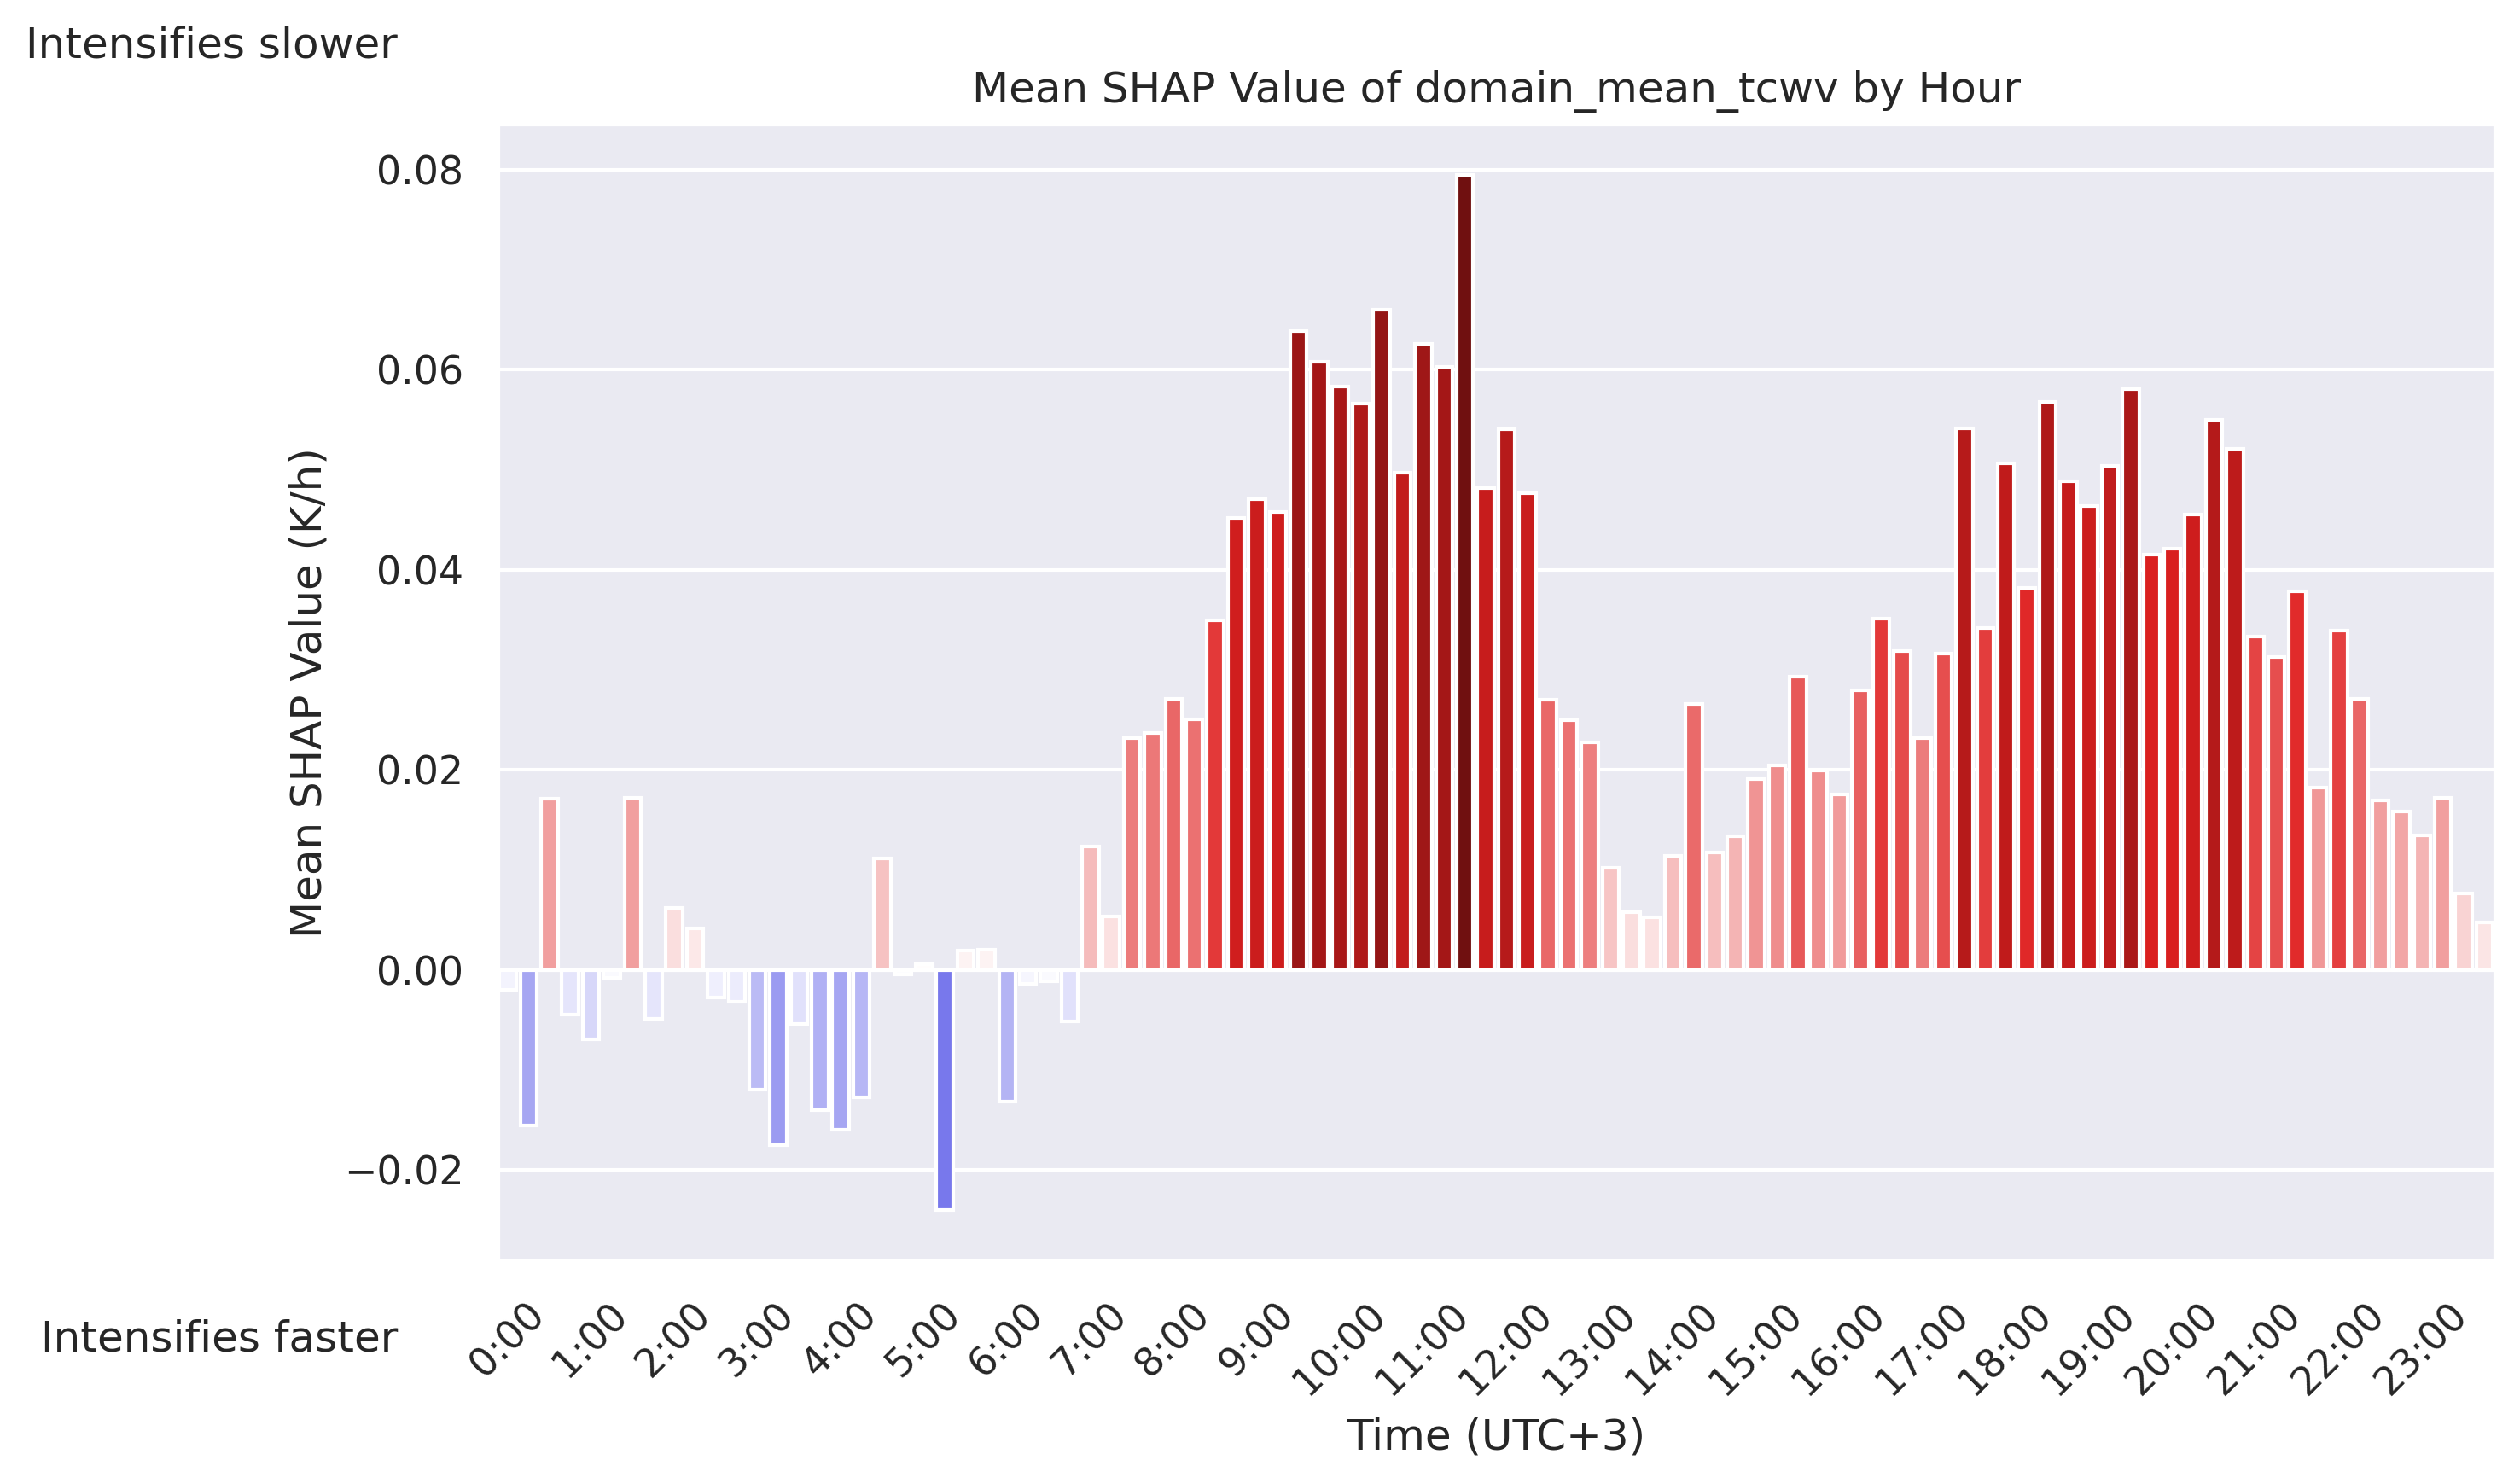 Intensifies slower
Mean SHAP Value of domain_mean_tcwv by Hour
Mean SHAP Value (K/h)
0.08
0.06
0.04
0.02
0.00
−0.02
Intensifies faster
0:00 1:00 2:00 3:00 4:00 5:00 6:00 7:00 8:00 9:00 10:00 11:00 12:00 13:00 14:00 15:00 16:00 17:00 18:00 19:00 20:00 21:00 22:00 23:00
Time (UTC+3)